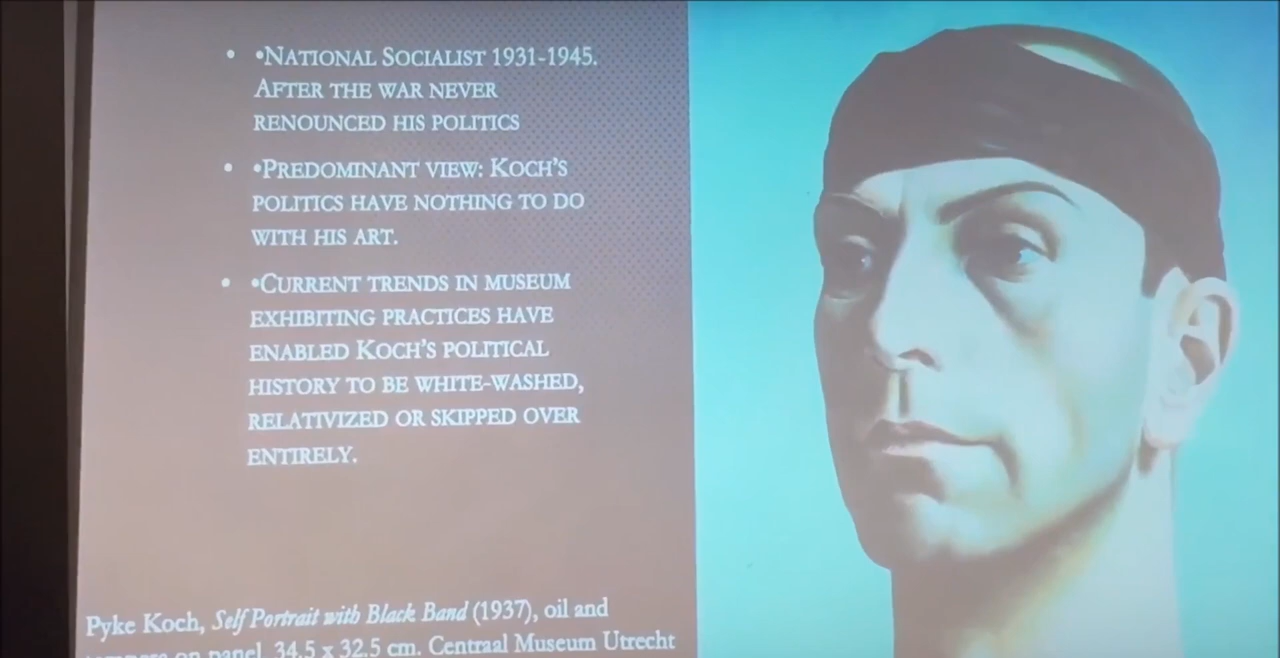 • •NATIONAL SOCIALIST 1931-1945.
AFTER THE WAR NEVER
RENOUNCED HIS POLITICS
• •PREDOMINANT VIEW: KOCH'S
POLITICS HAVE NOTHING TO DO
WITH HIS ART.
• •CURRENT TRENDS IN MUSEUM
EXHIBITING PRACTICES HAVE
ENABLED KOCH'S POLITICAL
HISTORY TO BE WHITE-WASHED,
RELATIVIZED OR SKIPPED OVER
ENTIRELY.
Pyke Koch, Self Portrait with Black Band (1937), oil and
on panel, 34.5 x 32.5 cm. Centraal Museum Utrecht